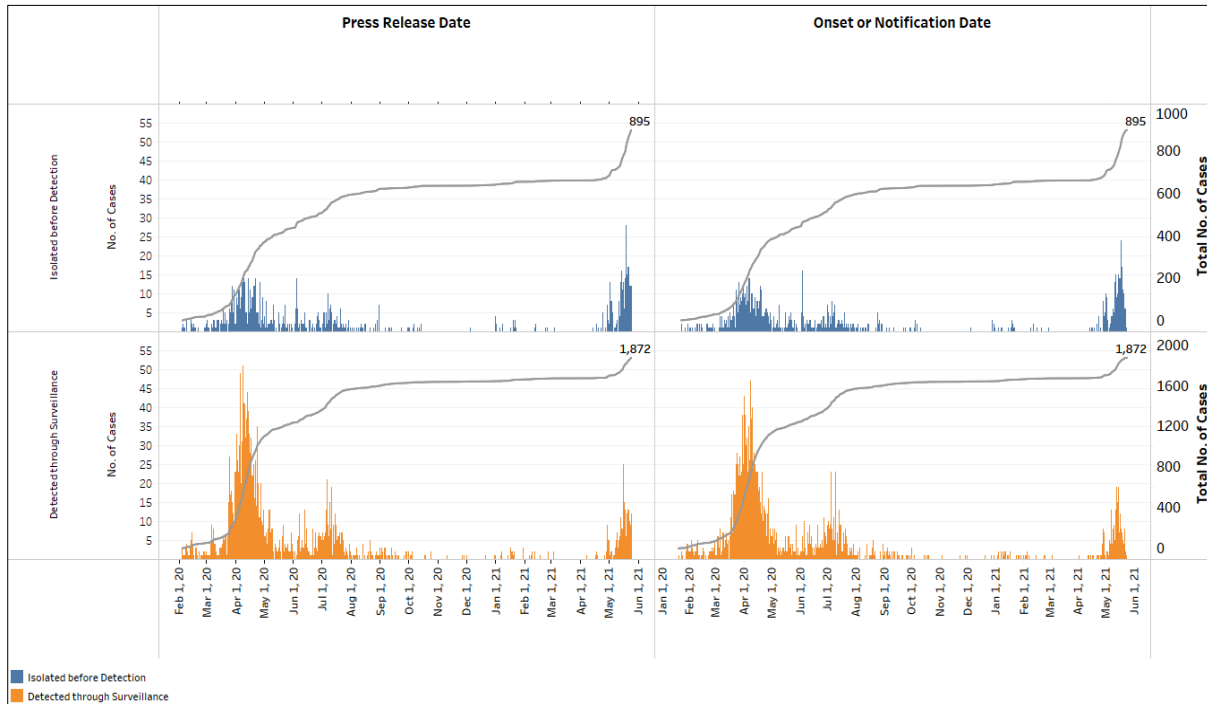 Press Release Date
Onset or Notification Date
Isolated before Detection
No. of Cases
55
50
45
40
35
30
25
20
15
10
5
895
895
1000
800
600
400
200
0
Total No. of Cases
Detected through Surveillance
No. of Cases
55
50
45
40
35
30
25
20
15
10
5
1,872
1,872
2000
1600
1200
800
400
0
Total No. of Cases
Feb 1, 20
Mar 1, 20
Apr 1, 20
May 1, 20
Jun 1, 20
Jul 1, 20
Aug 1, 20
Sep 1, 20
Oct 1, 20
Nov 1, 20
Dec 1, 20
Jan 1, 21
Feb 1, 21
Mar 1, 21
Apr 1, 21
May 1, 21
Jun 1, 21
Jan 1, 20
Feb 1, 20
Mar 1, 20
Apr 1, 20
May 1, 20
Jun 1, 20
Jul 1, 20
Aug 1, 20
Sep 1, 20
Oct 1, 20
Nov 1, 20
Dec 1, 20
Jan 1, 21
Feb 1, 21
Mar 1, 21
Apr 1, 21
May 1, 21
Jun 1, 21
Isolated before Detection
Detected through Surveillance